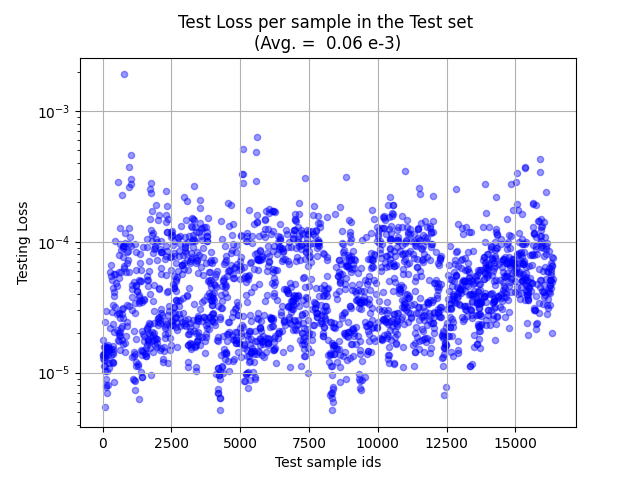 Test Loss per sample in the Test set
(Avg. =  0.06 e-3)
10⁻³
10⁻⁴
10⁻⁵
Testing Loss
0 2500 5000 7500 10000 12500 15000
Test sample ids